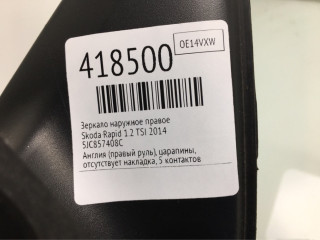 418500
OE14VXW
Зеркало наружное правое
Skoda Rapid 1.2 TSI 2014
5JC857408C
Англия (правый руль), царапины,
отсутствует накладка, 5 контактов